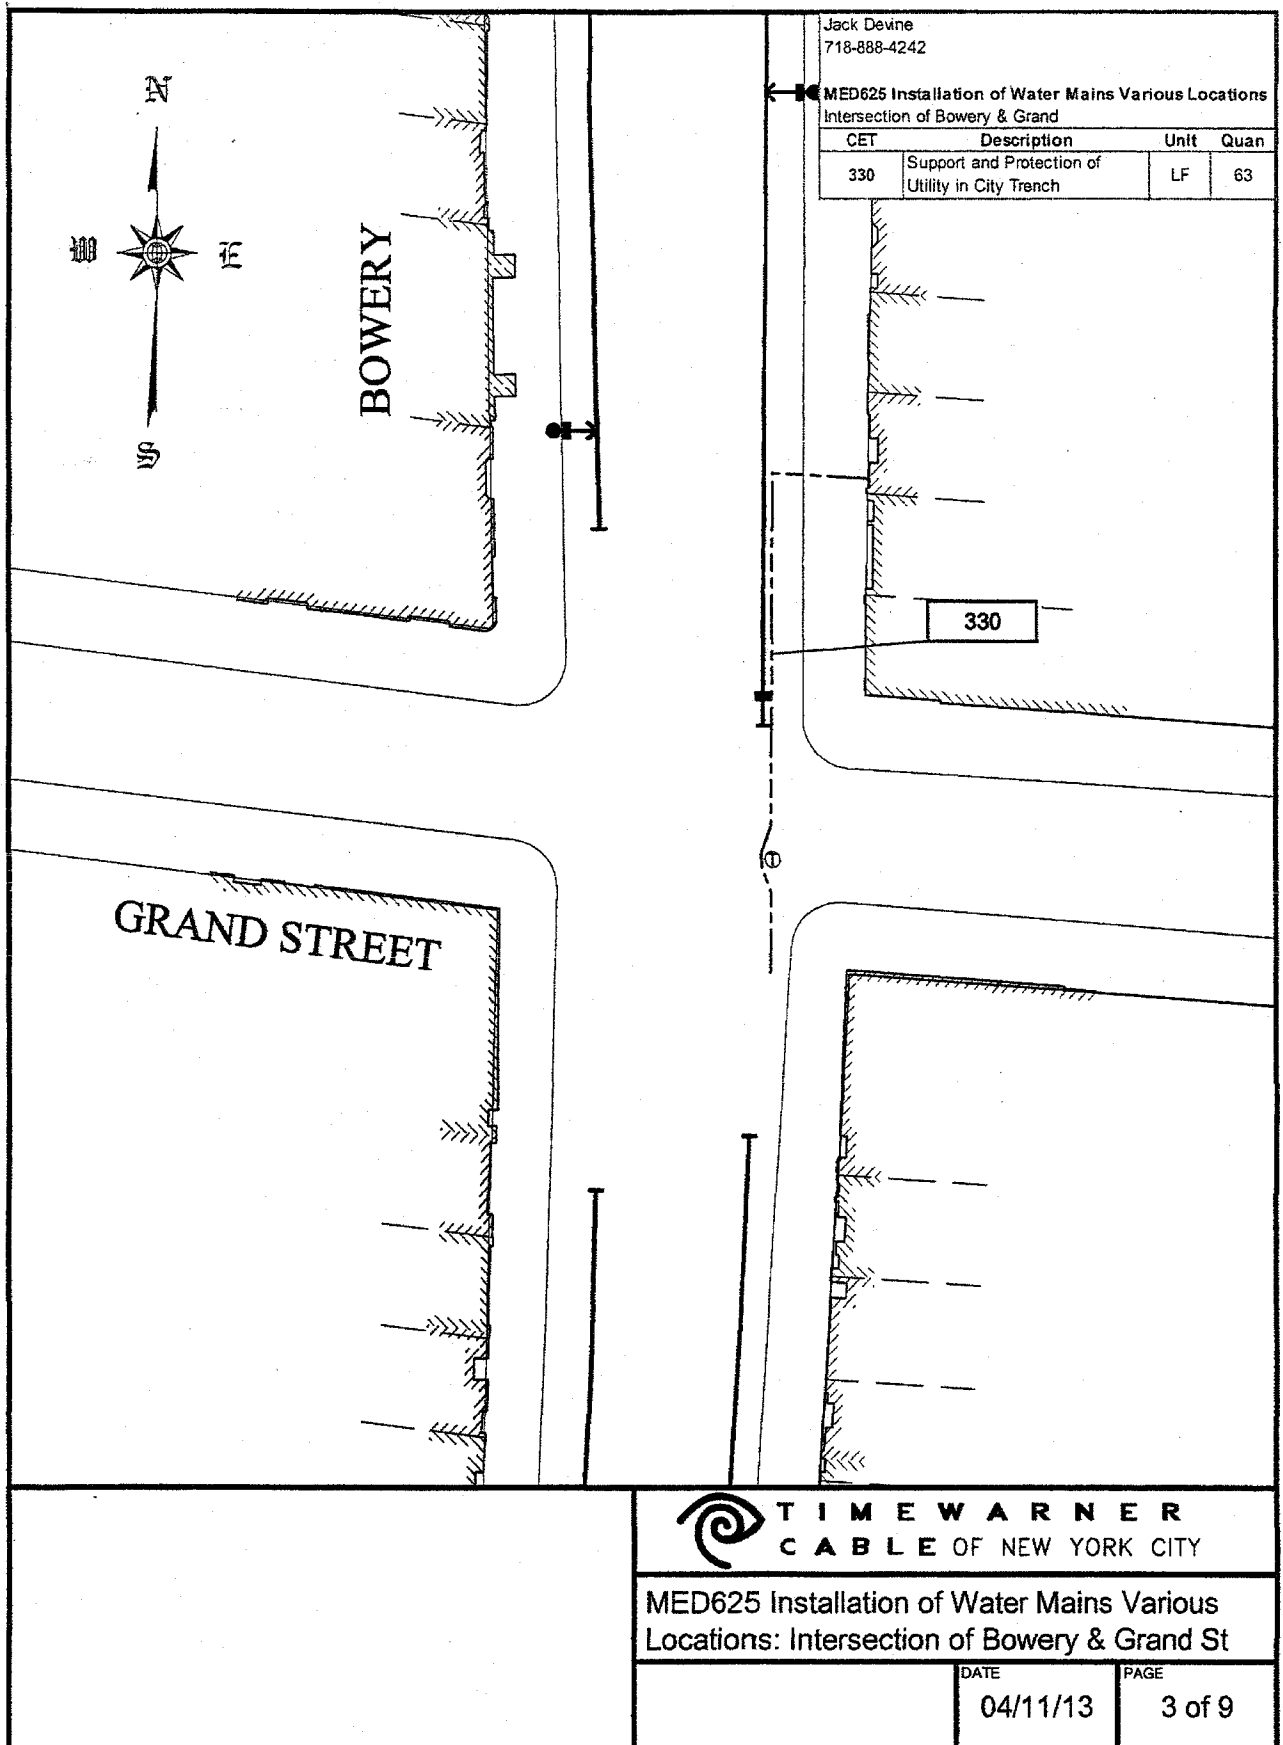 Jack Devine
718-888-4242
MED625 Installation of Water Mains Various Locations
Intersection of Bowery & Grand
CET Description Unit Quan
330 Support and Protection of Utility in City Trench LF 63
N
W E
S
BOWERY
330
GRAND STREET
TIMEWARNER
CABLE OF NEW YORK CITY
MED625 Installation of Water Mains Various
Locations: Intersection of Bowery & Grand St
DATE PAGE
04/11/13 3 of 9